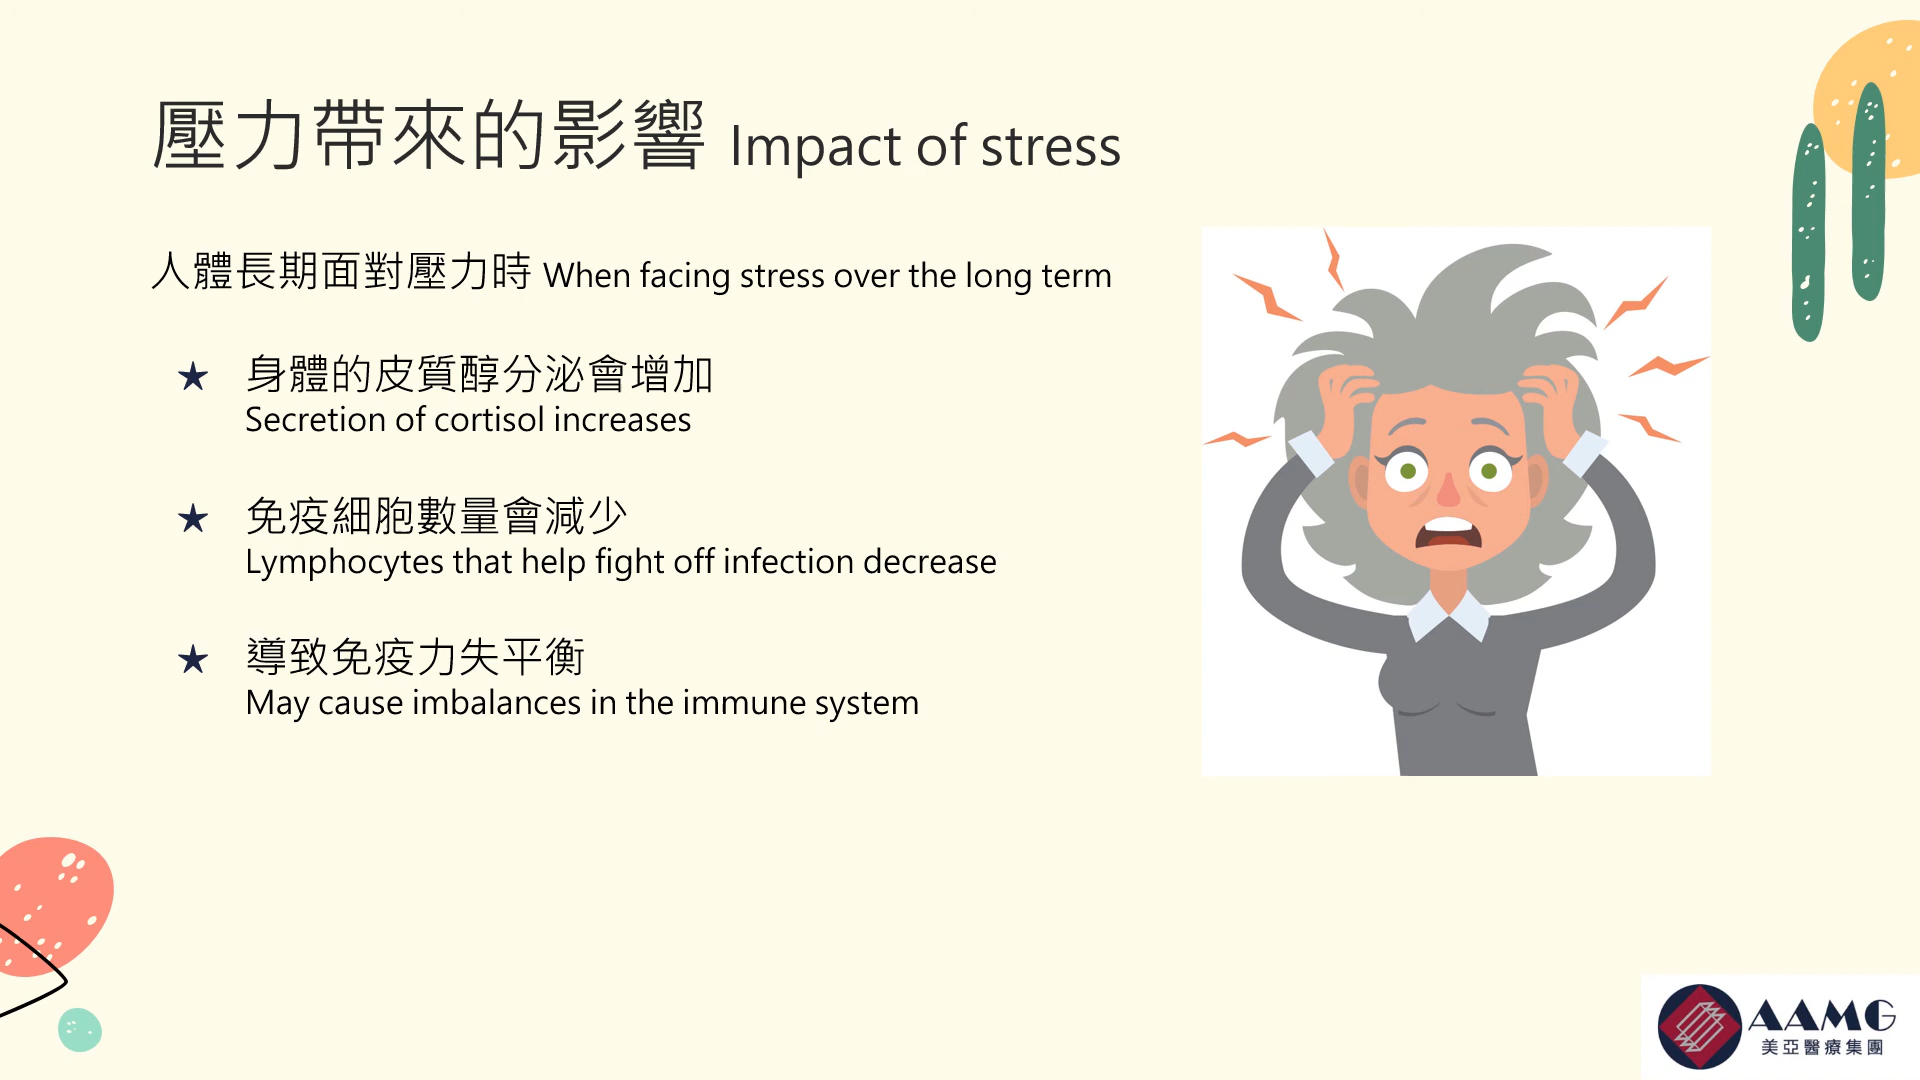 壓力帶來的影響 Impact of stress
人體長期面對壓力時 When facing stress over the long term
★ 身體的皮質醇分泌會增加
Secretion of cortisol increases
★ 免疫細胞數量會減少
Lymphocytes that help fight off infection decrease
★ 導致免疫力失平衡
May cause imbalances in the immune system
AAMG
美亞醫療集團